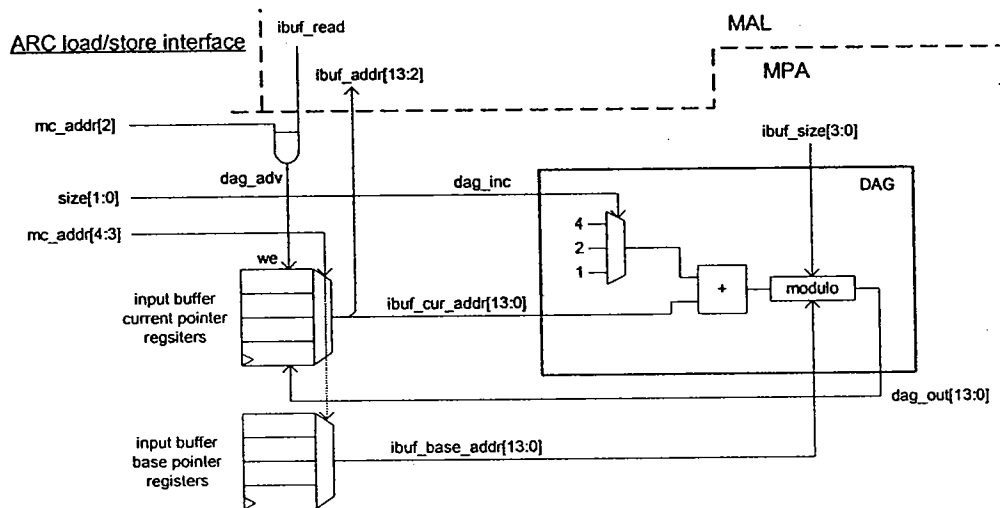 MAL
ibuf_read
ARC load/store interface
MPA
ibuf_addr[13:2]
mc_addr[2]
ibuf_size[3:0]
dag_adv
dag_inc
DAG
size[1:0]
4
mc_addr[4:3]
2
we
1
+
modulo
input buffer
current pointer
regsiters
ibuf_cur_addr[13:0]
dag_out[13:0]
input buffer
base pointer
registers
ibuf_base_addr[13:0]